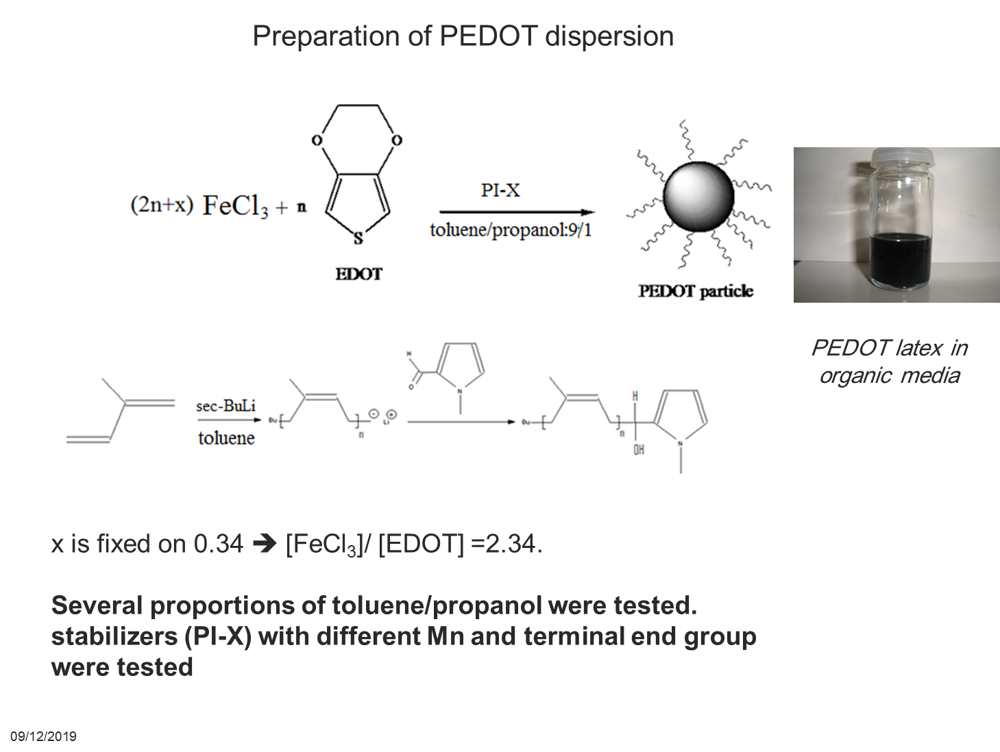 Preparation of PEDOT dispersion
O O
S
(2n+x) FeCl3 + n
EDOT
PI-X
toluene/propanol:9/1
PEDOT particle
PEDOT latex in
organic media
sec-BuLi
toluene
Bu [ ] n - + Li
H
O
N
Bu [ ] n
H
OH
N
x is fixed on 0.34 ➔ [FeCl3]/ [EDOT] =2.34.
Several proportions of toluene/propanol were tested.
stabilizers (PI-X) with different Mn and terminal end group
were tested
09/12/2019